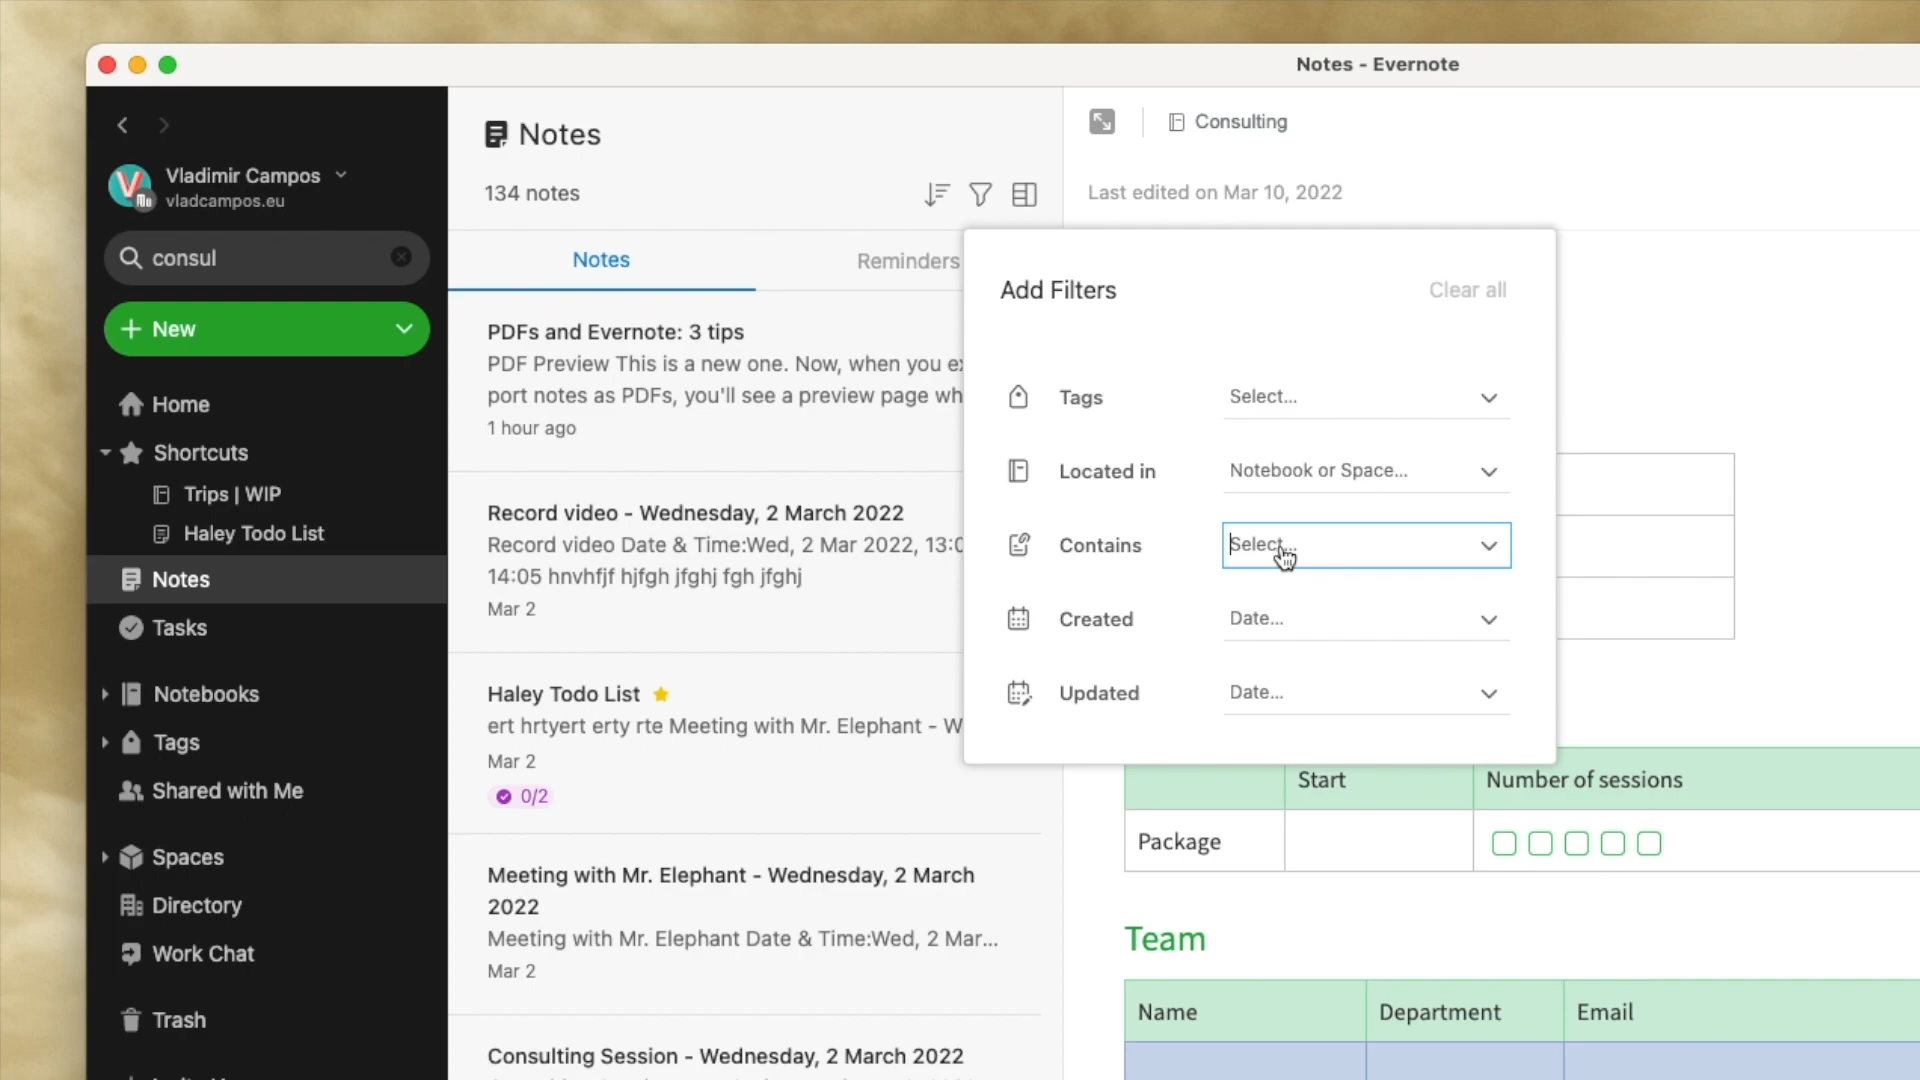 Notes - Evernote
Vladimir Campos
vladcampos.eu
consul
New
Home
Shortcuts
Trips | WIP
Haley Todo List
Notes
Tasks
Notebooks
Tags
Shared with Me
Spaces
Directory
Work Chat
Trash
Notes
134 notes
Notes
Reminders
PDFs and Evernote: 3 tips
PDF Preview This is a new one. Now, when you ex
port notes as PDFs, you'll see a preview page wh
1 hour ago
Record video - Wednesday, 2 March 2022
Record video Date & Time:Wed, 2 Mar 2022, 13:0
14:05 hnvhfjf hjfgh jfghj fgh jfghj
Mar 2
Haley Todo List
ert hrtyert erty rte Meeting with Mr. Elephant - W
Mar 2
0/2
Meeting with Mr. Elephant - Wednesday, 2 March
2022
Meeting with Mr. Elephant Date & Time:Wed, 2 Mar...
Mar 2
Consulting Session - Wednesday, 2 March 2022
Consulting
Last edited on Mar 10, 2022
Add Filters
Clear all
Tags
Select...
Located in
Notebook or Space...
Contains
Select...
Created
Date...
Updated
Date...
Start
Number of sessions
Package
Team
Name
Department
Email